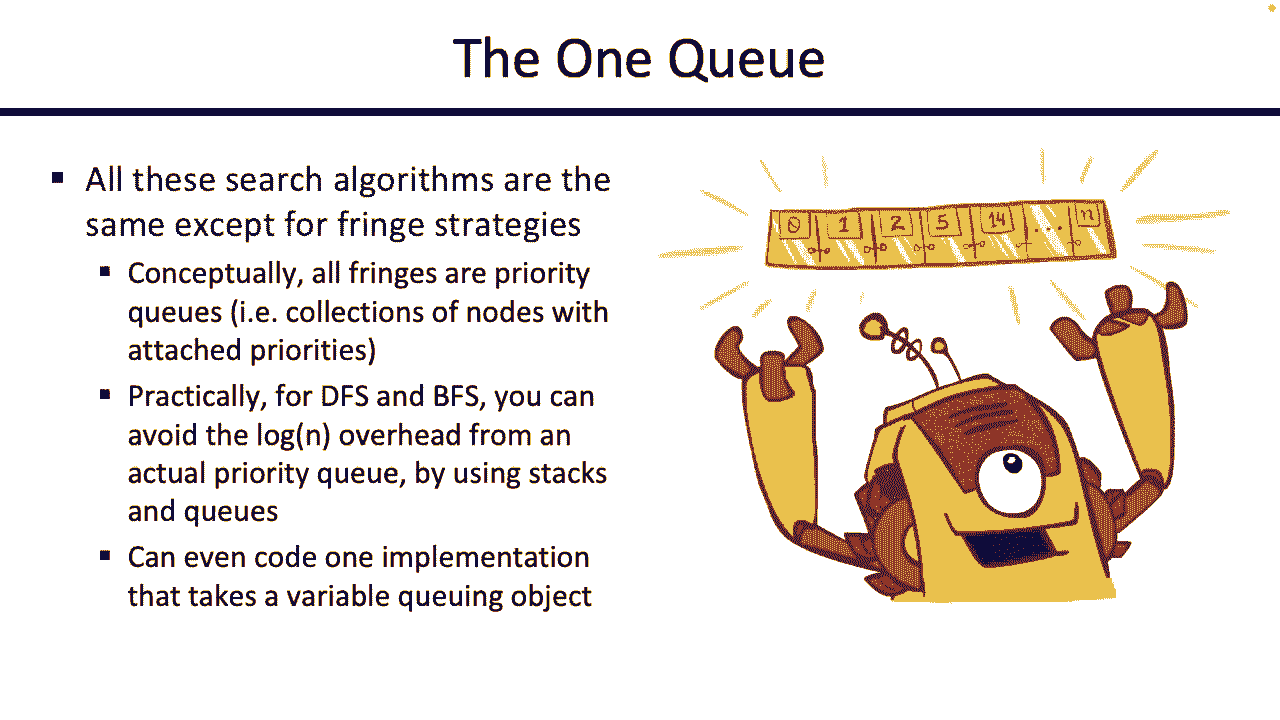 The One Queue
▪ All these search algorithms are the
same except for fringe strategies
▪ Conceptually, all fringes are priority
queues (i.e. collections of nodes with
attached priorities)
▪ Practically, for DFS and BFS, you can
avoid the log(n) overhead from an
actual priority queue, by using stacks
and queues
▪ Can even code one implementation
that takes a variable queuing object
0 1 2 5 14 ... n